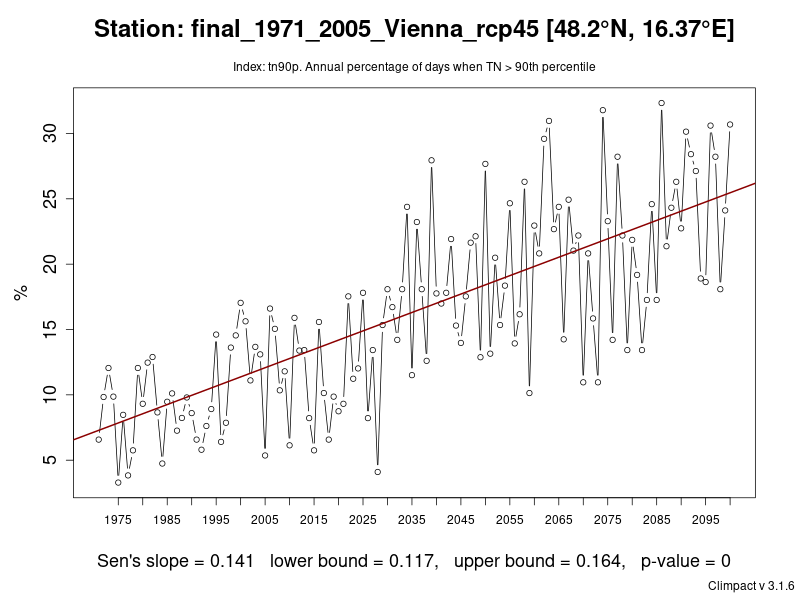 Station: final_1971_2005_Vienna_rcp45 [48.2°N, 16.37°E]
Index: tn90p. Annual percentage of days when TN > 90th percentile
%
30
25
20
15
10
5
1975 1985 1995 2005 2015 2025 2035 2045 2055 2065 2075 2085 2095
Sen's slope = 0.141 lower bound = 0.117, upper bound = 0.164, p-value = 0
Climpact v 3.1.6